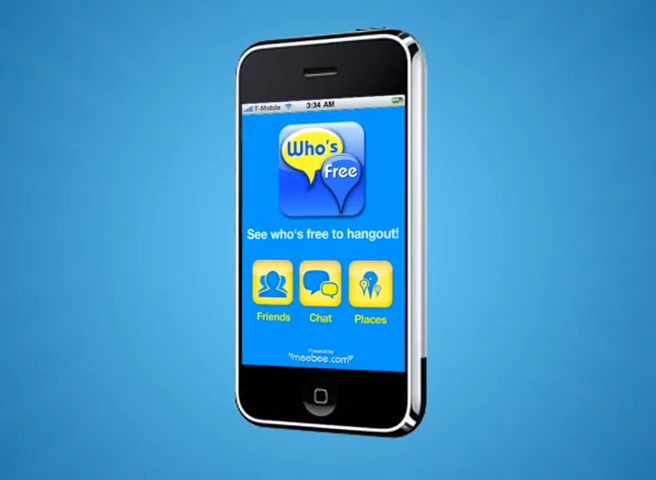 T-Mobile 3:34 AM
Who's
Free
See who's free to hangout!
Friends Chat Places
Powered by
meebee.com